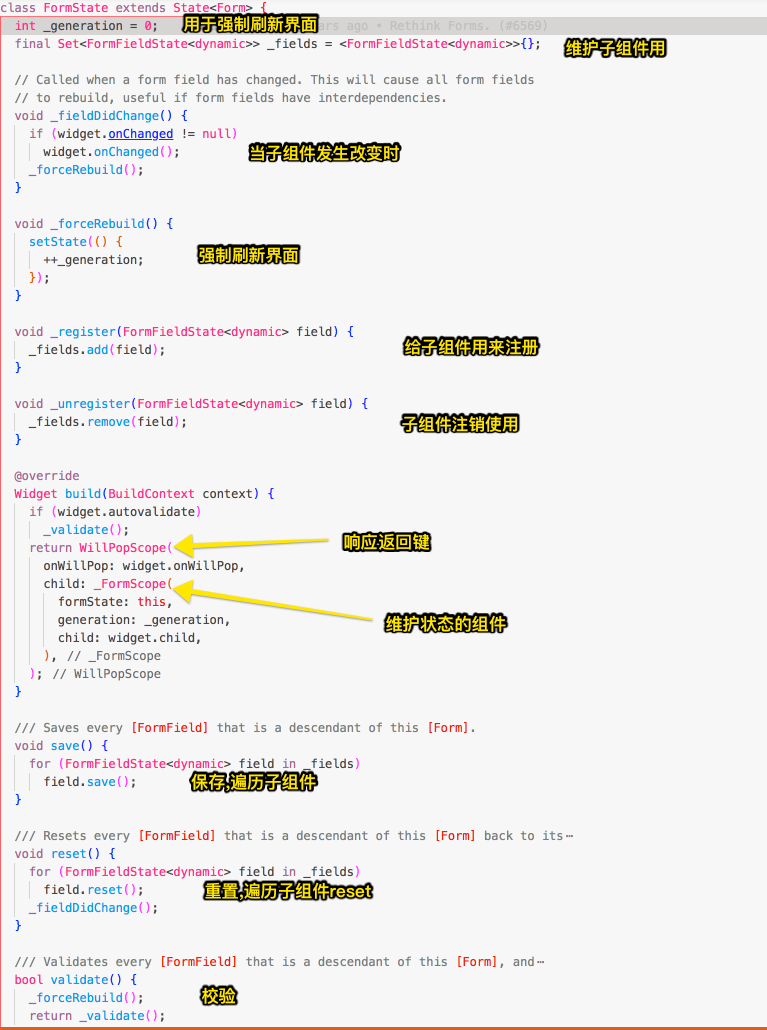 class FormState extends State<Form> {
int _generation = 0; 用于强制刷新界面 ars ago • Rethink Forms. (#6569)
final Set<FormFieldState<dynamic>> _fields = <FormFieldState<dynamic>>{}; 维护子组件用
// Called when a form field has changed. This will cause all form fields
// to rebuild, useful if form fields have interdependencies.
void _fieldDidChange() {
if (widget.onChanged != null)
widget.onChanged(); 当子组件发生改变时
_forceRebuild();
}
void _forceRebuild() {
setState(() {
++_generation; 强制刷新界面
});
}
void _register(FormFieldState<dynamic> field) {
_fields.add(field); 给子组件用来注册
}
void _unregister(FormFieldState<dynamic> field) {
_fields.remove(field); 子组件注销使用
}
@override
Widget build(BuildContext context) {
if (widget.autovalidate)
_validate();
return WillPopScope( 响应返回键
onWillPop: widget.onWillPop,
child: _FormScope(
formState: this,
generation: _generation, 维护状态的组件
child: widget.child,
), // _FormScope
); // WillPopScope
}
/// Saves every [FormField] that is a descendant of this [Form].
void save() {
for (FormFieldState<dynamic> field in _fields)
field.save(); 保存,遍历子组件
}
/// Resets every [FormField] that is a descendant of this [Form] back to its⋯
void reset() {
for (FormFieldState<dynamic> field in _fields)
field.reset(); 重置,遍历子组件reset
_fieldDidChange();
}
/// Validates every [FormField] that is a descendant of this [Form], and⋯
bool validate() {
_forceRebuild(); 校验
return _validate();